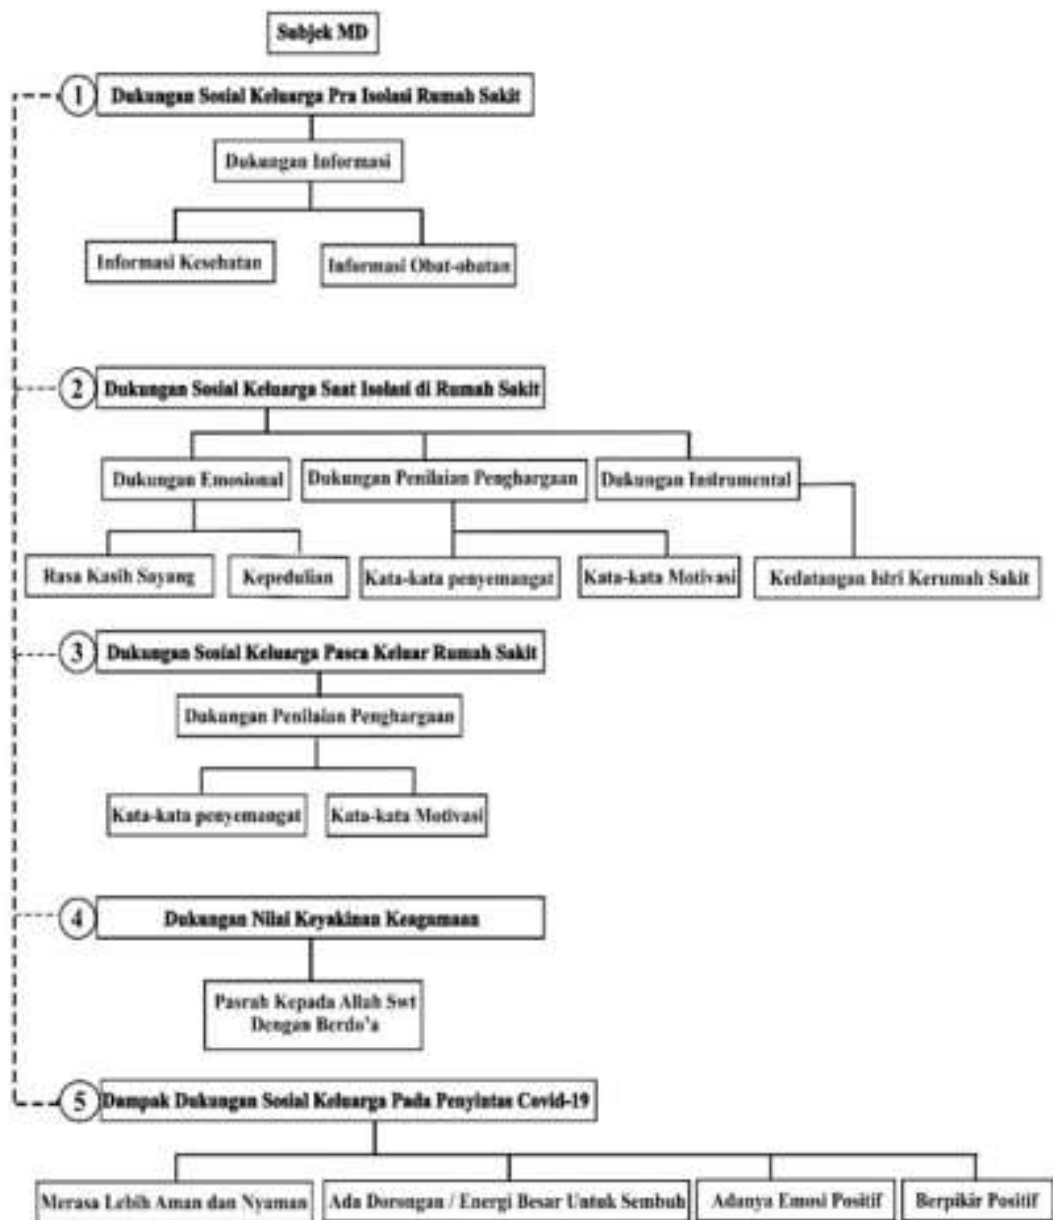 Subjek MD
1 Dukungan Sosial Keluarga Pra Isolasi Rumah Sakit
Dukungan Informasi
Informasi Kesehatan
Informasi Obat-obatan
2 Dukungan Sosial Keluarga Saat Isolasi di Rumah Sakit
Dukungan Emosional
Dukungan Penilaian Penghargaan
Dukungan Instrumental
Rasa Kasih Sayang
Kepedulian
Kata-kata penyemangat
Kata-kata Motivasi
Kedatangan Istri Kerumah Sakit
3 Dukungan Sosial Keluarga Pasca Keluar Rumah Sakit
Dukungan Penilaian Penghargaan
Kata-kata penyemangat
Kata-kata Motivasi
4 Dukungan Nilai Keyakinan Keagamaan
Pasrah Kepada Allah Swt
Dengan Berdo'a
5 Dampak Dukungan Sosial Keluarga Pada Penyintas Covid-19
Merasa Lebih Aman dan Nyaman
Ada Dorongan / Energi Besar Untuk Sembuh
Adanya Emosi Positif
Berpikir Positif